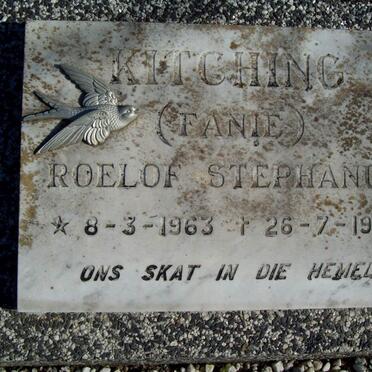 KITCHING
(FANIE)
ROELOF STEPHANU
* 8-3-1963 † 26-7-19
ONS SKAT IN DIE HEMEL